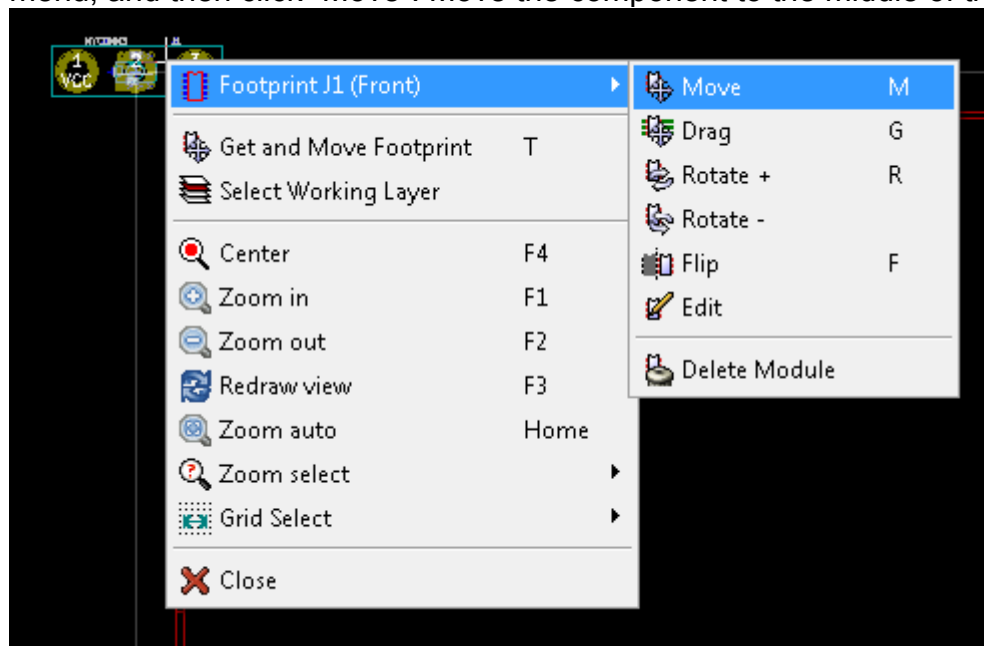 menu, and then click "Move". Move the component to the middle of t
J1
1
2
VCC
Footprint J1 (Front)
Move M
Get and Move Footprint T
Drag G
Select Working Layer
Rotate + R
Rotate -
Center F4
Flip F
Zoom in F1
Edit
Zoom out F2
Delete Module
Redraw view F3
Zoom auto Home
Zoom select
Grid Select
Close